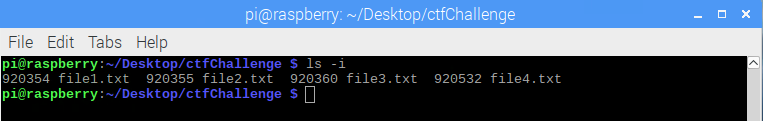 pi@raspberry: ~/Desktop/ctfChallenge
File Edit Tabs Help
pi@raspberry:~/Desktop/ctfChallenge $ ls -i
920354 file1.txt  920355 file2.txt  920360 file3.txt  920532 file4.txt
pi@raspberry:~/Desktop/ctfChallenge $